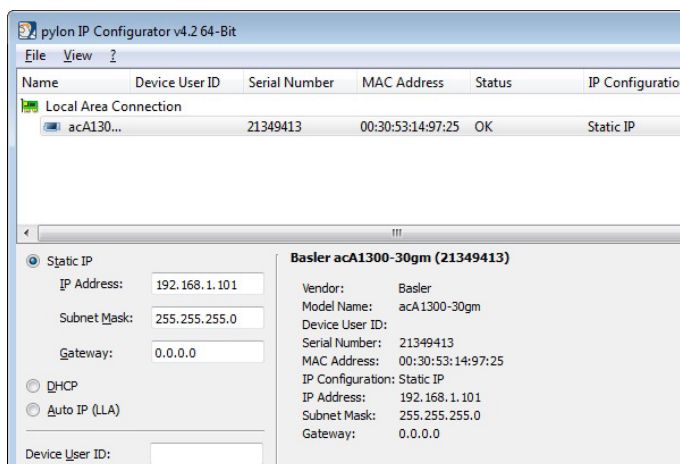 pylon IP Configurator v4.2 64-Bit
File View ?
Name Device User ID Serial Number MAC Address Status IP Configuratio
Local Area Connection
acA130... 21349413 00:30:53:14:97:25 OK Static IP
Static IP
IP Address: 192.168.1.101
Subnet Mask: 255.255.255.0
Gateway: 0.0.0.0
DHCP
Auto IP (LLA)
Device User ID:
Basler acA1300-30gm (21349413)
Vendor: Basler
Model Name: acA1300-30gm
Device User ID:
Serial Number: 21349413
MAC Address: 00:30:53:14:97:25
IP Configuration: Static IP
IP Address: 192.168.1.101
Subnet Mask: 255.255.255.0
Gateway: 0.0.0.0